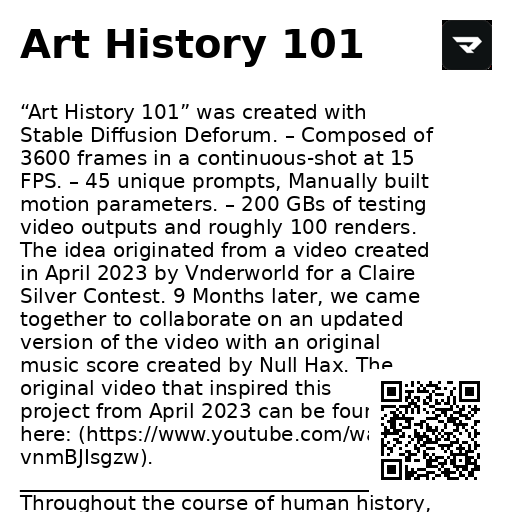 Art History 101
“Art History 101” was created with
Stable Diffusion Deforum. – Composed of
3600 frames in a continuous-shot at 15
FPS. – 45 unique prompts, Manually built
motion parameters. – 200 GBs of testing
video outputs and roughly 100 renders.
The idea originated from a video created
in April 2023 by Vnderworld for a Claire
Silver Contest. 9 Months later, we came
together to collaborate on an updated
version of the video with an original
music score created by Null Hax. The
original video that inspired this
project from April 2023 can be
here: (https://www.youtube.com/
vnmBJIsgzw).
Throughout the course of human history,